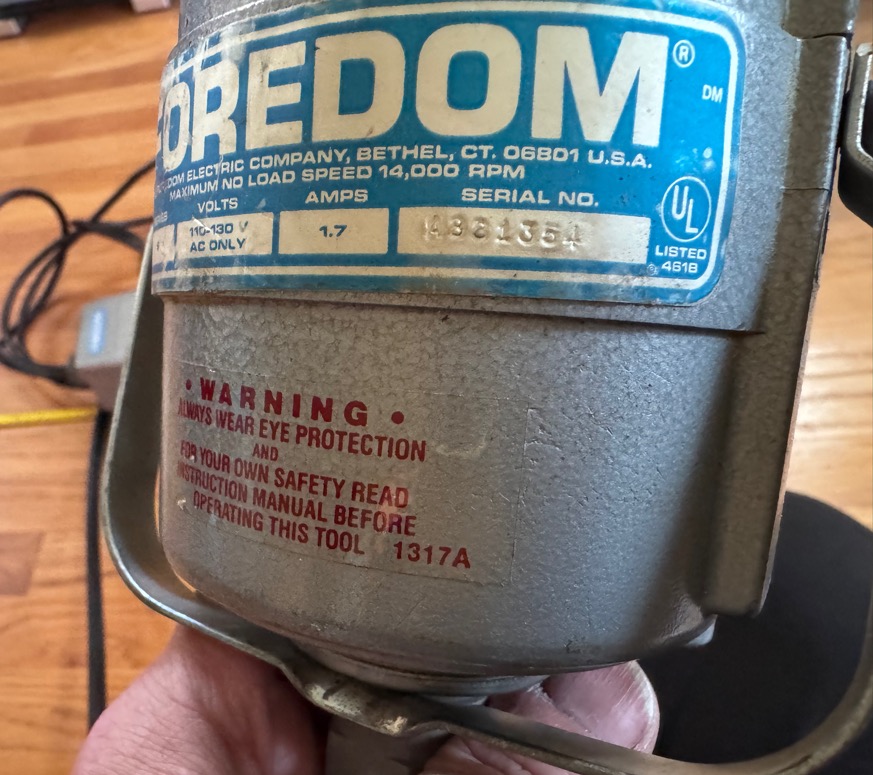 FOREDOM ®
DM
FOREDOM ELECTRIC COMPANY, BETHEL, CT. 06801 U.S.A.
MAXIMUM NO LOAD SPEED 14,000 RPM
VOLTS AMPS SERIAL NO.
110-130 V
AC ONLY
1.7
UL
LISTED
461B
• WARNING •
ALWAYS WEAR EYE PROTECTION
AND
FOR YOUR OWN SAFETY READ
INSTRUCTION MANUAL BEFORE
OPERATING THIS TOOL 1317A